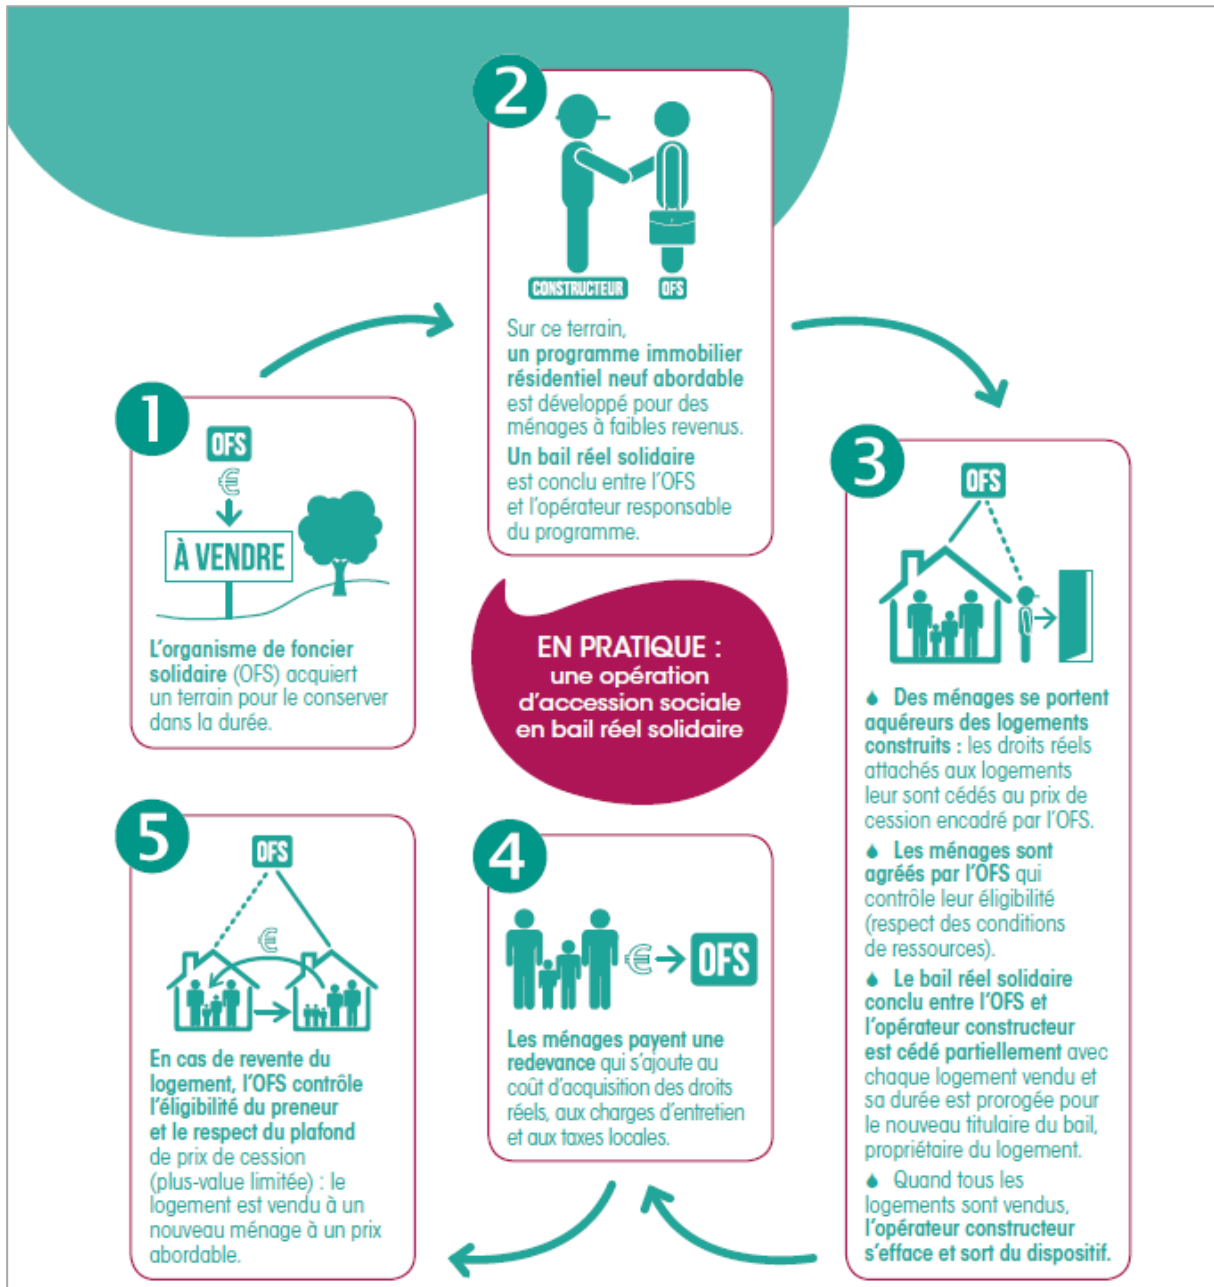 1
OFS
€
À VENDRE
L'organisme de foncier
solidaire (OFS) acquiert
un terrain pour le conserver
dans la durée.
2
CONSTRUCTEUR
OFS
Sur ce terrain,
un programme immobilier
résidentiel neuf abordable
est développé pour des
ménages à faibles revenus.
Un bail réel solidaire
est conclu entre l'OFS
et l'opérateur responsable
du programme.
EN PRATIQUE :
une opération
d'accession sociale
en bail réel solidaire
3
OFS
Des ménages se portent
aquéreurs des logements
construits : les droits réels
attachés aux logements
leur sont cédés au prix de
cession encadré par l'OFS.
Les ménages sont
agréés par l'OFS qui
contrôle leur éligibilité
(respect des conditions
de ressources).
Le bail réel solidaire
conclu entre l'OFS et
l'opérateur constructeur
est cédé partiellement avec
chaque logement vendu et
sa durée est prorogée pour
le nouveau titulaire du bail,
propriétaire du logement.
Quand tous les
logements sont vendus,
l'opérateur constructeur
s'efface et sort du dispositif.
4
€
OFS
Les ménages payent une
redevance qui s'ajoute au
coût d'acquisition des droits
réels, aux charges d'entretien
et aux taxes locales.
5
OFS
€
En cas de revente du
logement, l'OFS contrôle
l'éligibilité du preneur
et le respect du plafond
de prix de cession
(plus-value limitée) : le
logement est vendu à un
nouveau ménage à un prix
abordable.